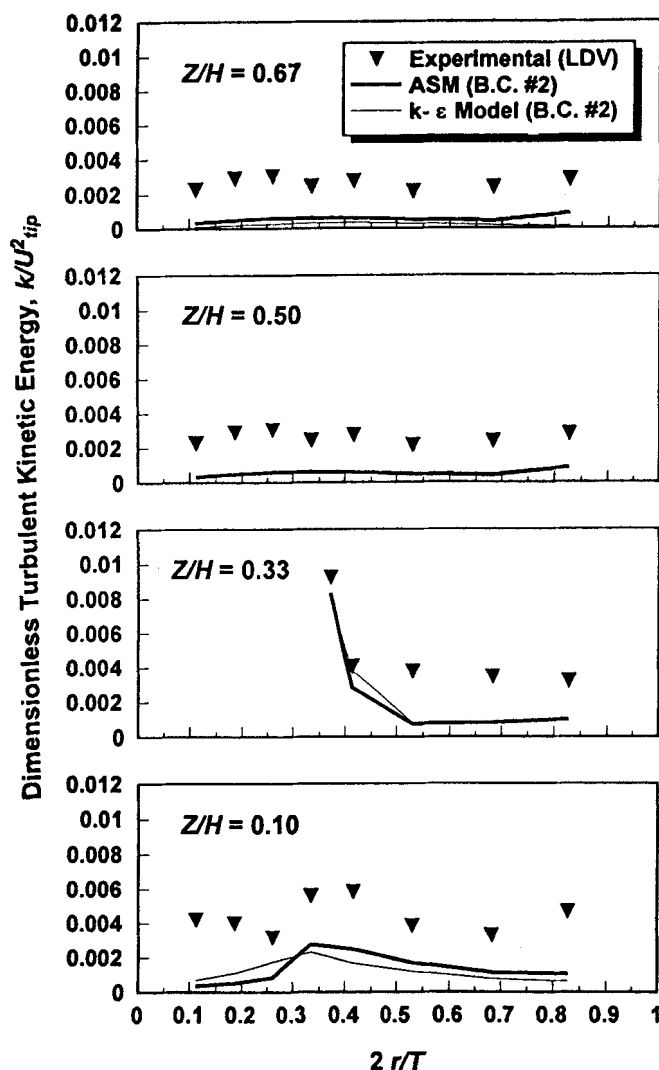 Dimensionless Turbulent Kinetic Energy, k/U²tip
0.012
0.01
0.008
0.006
0.004
0.002
0
Z/H = 0.67
Experimental (LDV)
ASM (B.C. #2)
k- ε Model (B.C. #2)
0.012
0.01
0.008
0.006
0.004
0.002
0
Z/H = 0.50
0.012
0.01
0.008
0.006
0.004
0.002
0
Z/H = 0.33
0.012
0.01
0.008
0.006
0.004
0.002
0
Z/H = 0.10
0 0.1 0.2 0.3 0.4 0.5 0.6 0.7 0.8 0.9 1
2 r/T